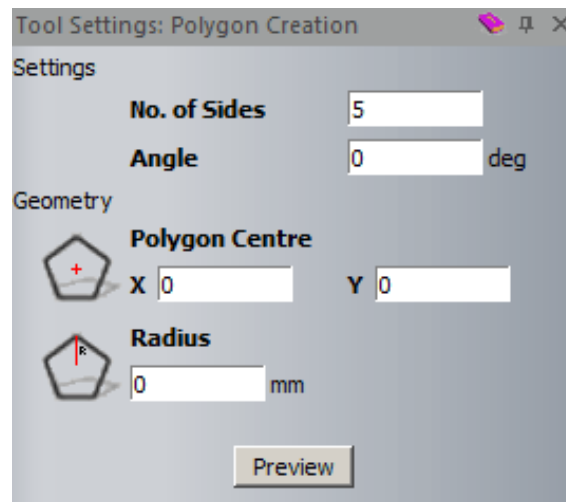 Tool Settings: Polygon Creation
Settings
No. of Sides 5
Angle 0 deg
Geometry
Polygon Centre
X 0 Y 0
Radius
R
0 mm
Preview